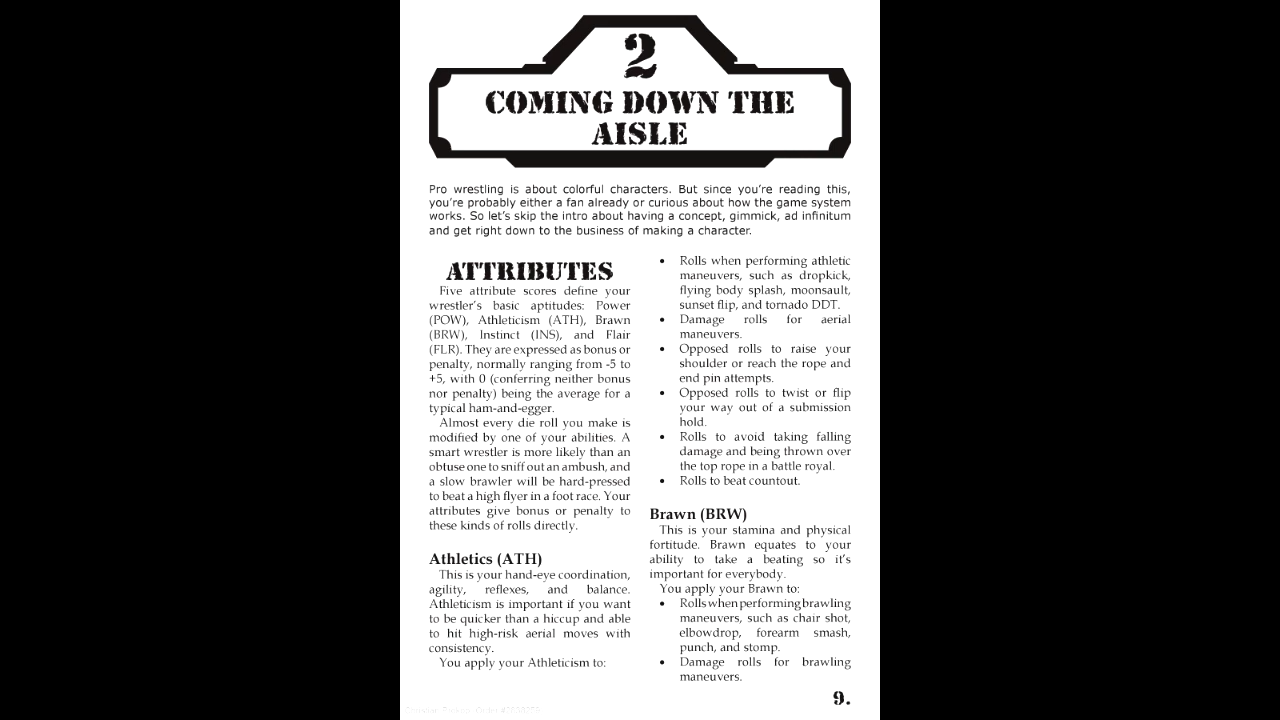 2
COMING DOWN THE
AISLE
Pro wrestling is about colorful characters. But since you're reading this,
you're probably either a fan already or curious about how the game system
works. So let's skip the intro about having a concept, gimmick, ad infinitum
and get right down to the business of making a character.
ATTRIBUTES
Five attribute scores define your
wrestler's basic aptitudes: Power
(POW), Athleticism (ATH), Brawn
(BRW), Instinct (INS), and Flair
(FLR). They are expressed as bonus or
penalty, normally ranging from -5 to
+5, with 0 (conferring neither bonus
nor penalty) being the average for a
typical ham-and-egger.
Almost every die roll you make is
modified by one of your abilities. A
smart wrestler is more likely than an
obtuse one to sniff out an ambush, and
a slow brawler will be hard-pressed
to beat a high flyer in a foot race. Your
attributes give bonus or penalty to
these kinds of rolls directly.
Athletics (ATH)
This is your hand-eye coordination,
agility, reflexes, and balance.
Athleticism is important if you want
to be quicker than a hiccup and able
to hit high-risk aerial moves with
consistency.
You apply your Athleticism to:
• Rolls when performing athletic
maneuvers, such as dropkick,
flying body splash, moonsault,
sunset flip, and tornado DDT.
• Damage rolls for aerial
maneuvers.
• Opposed rolls to raise your
shoulder or reach the rope and
end pin attempts.
• Opposed rolls to twist or flip
your way out of a submission
hold.
• Rolls to avoid taking falling
damage and being thrown over
the top rope in a battle royal.
• Rolls to beat countout.
Brawn (BRW)
This is your stamina and physical
fortitude. Brawn equates to your
ability to take a beating so it's
important for everybody.
You apply your Brawn to:
• Rolls when performing brawling
maneuvers, such as chair shot,
elbowdrop, forearm smash,
punch, and stomp.
• Damage rolls for brawling
maneuvers.
9.